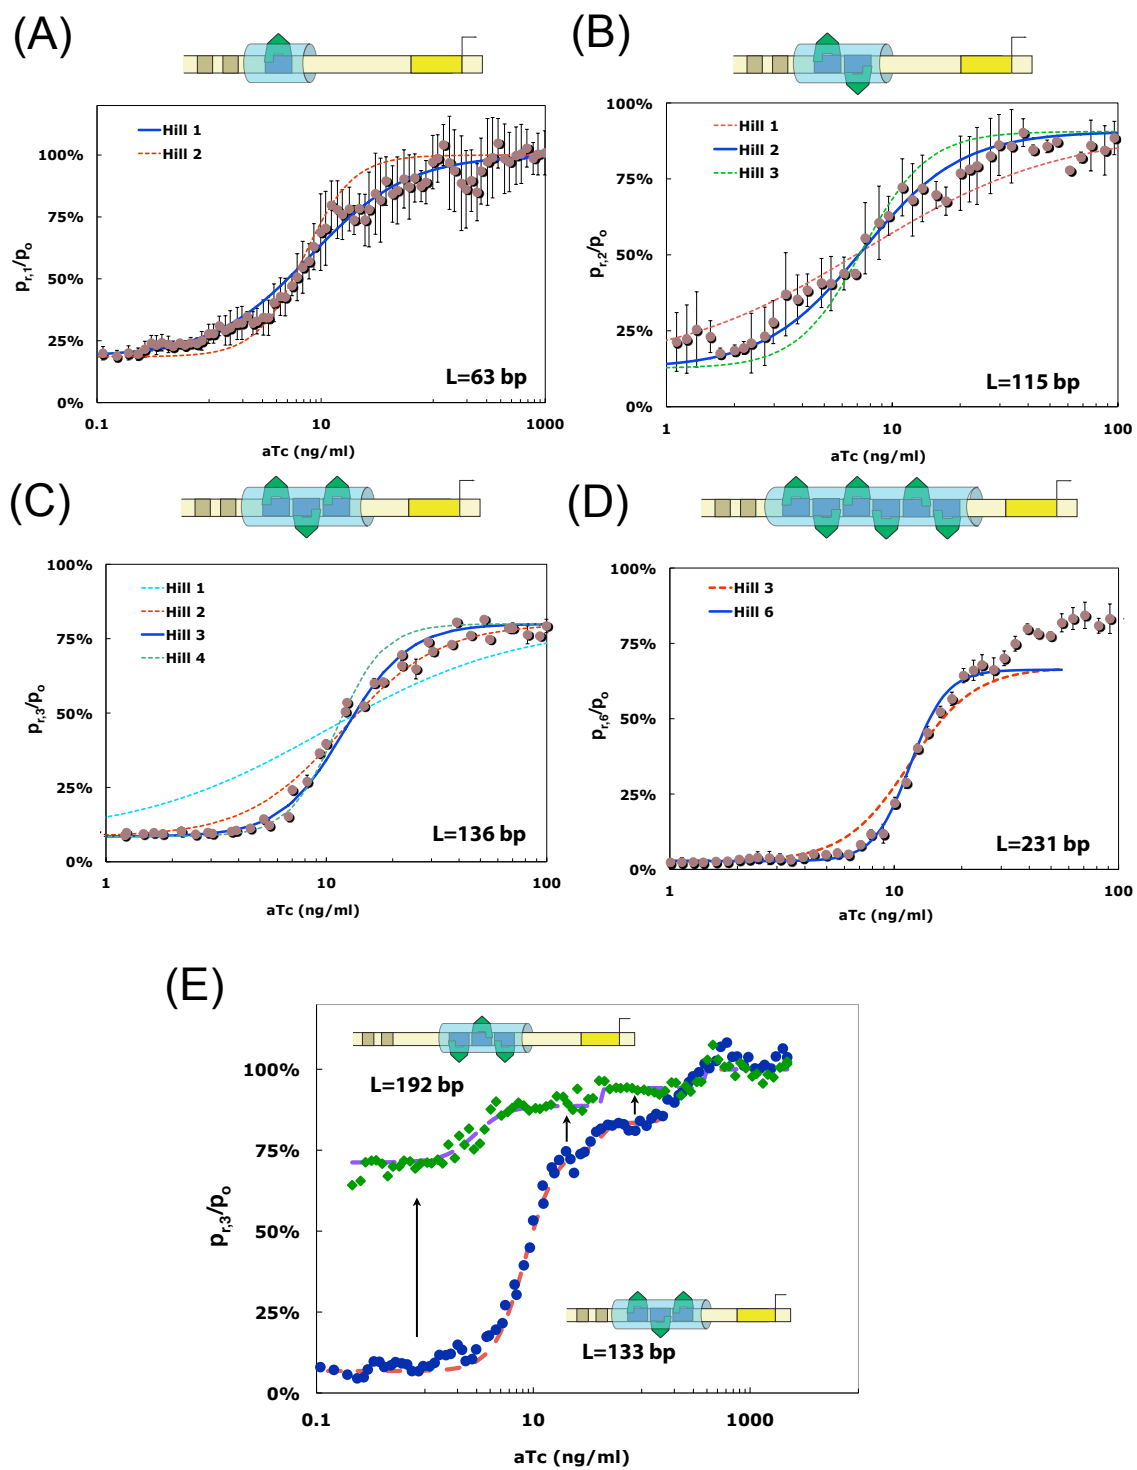 (A)
Hill 1
Hill 2
100%
75%
50%
25%
0%
p_r,1/p_o
L=63 bp
0.1
10
1000
aTc (ng/ml)
(B)
Hill 1
Hill 2
Hill 3
100%
75%
50%
25%
0%
p_r,2/p_o
L=115 bp
1
10
100
aTc (ng/ml)
(C)
Hill 1
Hill 2
Hill 3
Hill 4
100%
75%
50%
25%
0%
p_r,3/p_o
L=136 bp
1
10
100
aTc (ng/ml)
(D)
Hill 3
Hill 6
100%
75%
50%
25%
0%
p_r,6/p_o
L=231 bp
1
10
100
aTc (ng/ml)
(E)
L=192 bp
100%
75%
50%
25%
0%
p_r,3/p_o
L=133 bp
0.1
10
1000
aTc (ng/ml)